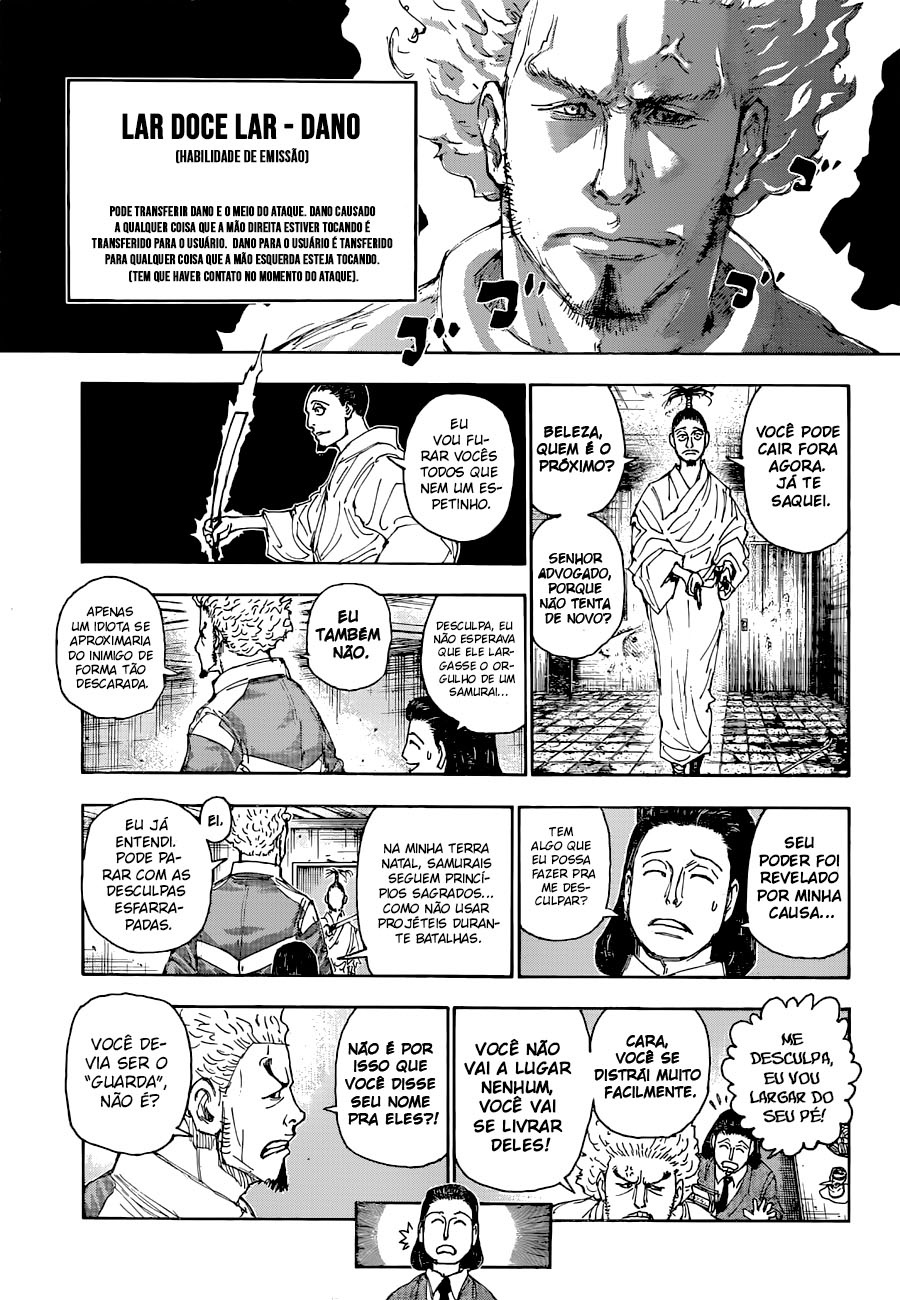 LAR DOCE LAR - DANO
(HABILIDADE DE EMISSÃO)
PODE TRANSFERIR DANO E O MEIO DO ATAQUE. DANO CAUSADO
A QUALQUER COISA QUE A MÃO DIREITA ESTIVER TOCANDO É
TRANSFERIDO PARA O USUÁRIO. DANO PARA O USUÁRIO É TANSFERIDO
PARA QUALQUER COISA QUE A MÃO ESQUERDA ESTEJA TOCANDO.
(TEM QUE HAVER CONTATO NO MOMENTO DO ATAQUE).
ゴゴゴゴ
VOCÊ PODE
CAIR FORA
AGORA.
JÁ TE
SAQUEI.
BELEZA,
QUEM É O
PRÓXIMO?
SENHOR
ADVOGADO,
PORQUE
NÃO TENTA
DE NOVO?
EU
VOU FU-
RAR VOCÊS
TODOS QUE
NEM UM ES-
PETINHO.
DESCULPA, EU
NÃO ESPERAVA
QUE ELE LAR-
GASSE O OR-
GULHO DE UM
SAMURAI...
EU
TAMBÉM
NÃO.
APENAS
UM IDIOTA SE
APROXIMARIA
DO INIMIGO DE
FORMA TÃO
DESCARADA.
SEU
PODER FOI
REVELADO
POR MINHA
CAUSA...
TEM
ALGO QUE
EU POSSA
FAZER PRA
ME DES-
CULPAR?
NA MINHA TERRA
NATAL, SAMURAIS
SEGUEM PRINCÍ-
PIOS SAGRADOS...
COMO NÃO USAR
PROJÉTEIS DURAN-
TE BATALHAS.
EI.
EU JÁ
ENTENDI.
PODE PA-
RAR COM AS
DESCULPAS
ESFARRA-
PADAS.
ME
DESCULPA,
EU VOU
LARGAR DO
SEU PÉ!
CARA,
VOCÊ SE
DISTRAI MUITO
FACILMENTE.
VOCÊ NÃO
VAI A LUGAR
NENHUM,
VOCÊ VAI
SE LIVRAR
DELES!
NÃO É POR
ISSO QUE
VOCÊ DISSE
SEU NOME
PRA ELES?!
VOCÊ DE-
VIA SER O
"GUARDA",
NÃO É?